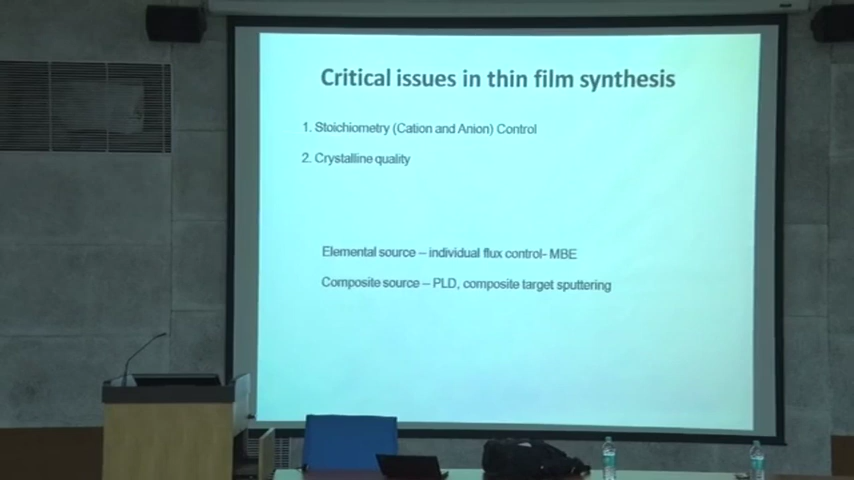 Critical issues in thin film synthesis
1. Stoichiometry (Cation and Anion) Control
2. Crystalline quality
Elemental source – individual flux control- MBE
Composite source – PLD, composite target sputtering